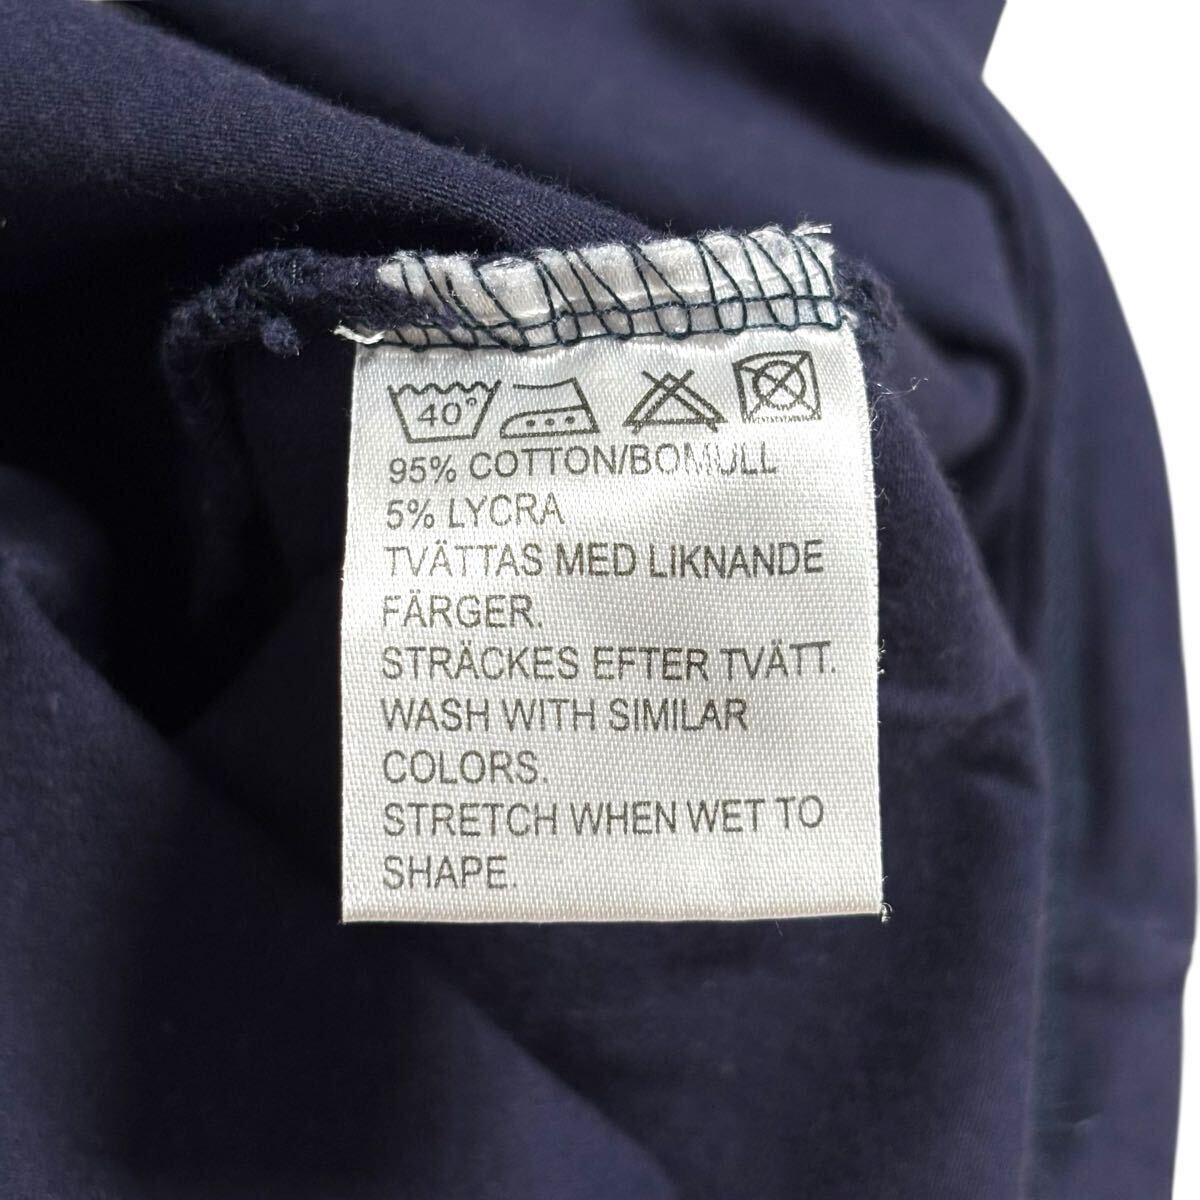 40°
95% COTTON/BOMULL
5% LYCRA
TVÄTTAS MED LIKNANDE
FÄRGER.
STRÄCKES EFTER TVÄTT.
WASH WITH SIMILAR
COLORS.
STRETCH WHEN WET TO
SHAPE.